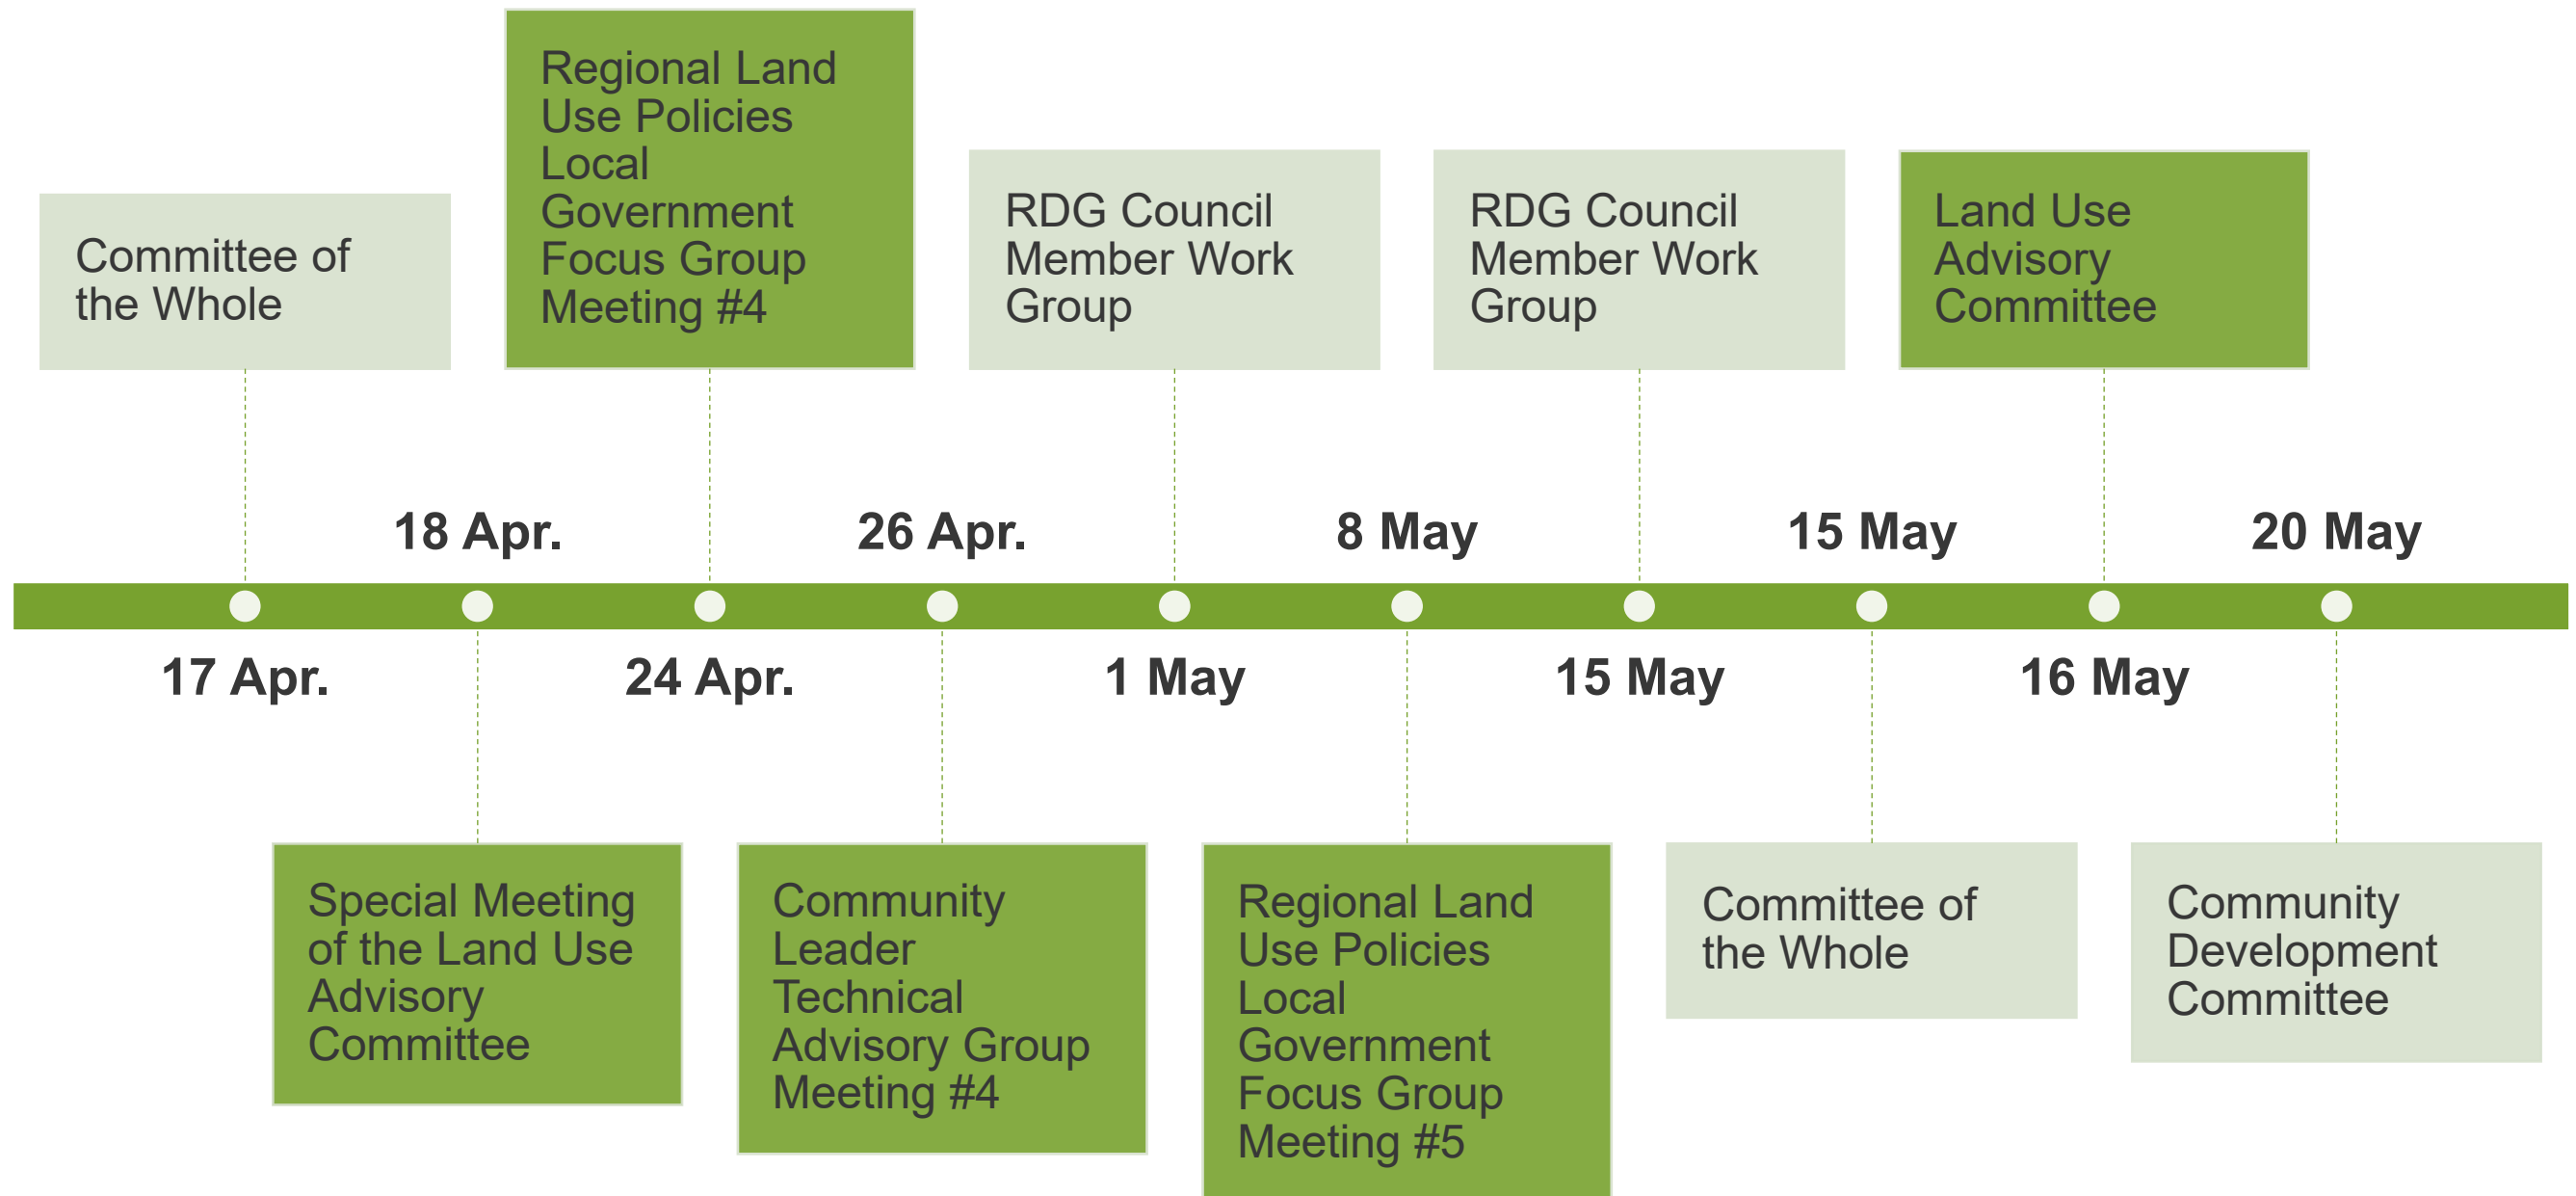 Regional Land
Use Policies
Local
Government
Focus Group
Meeting #4
Committee of
the Whole
RDG Council
Member Work
Group
RDG Council
Member Work
Group
Land Use
Advisory
Committee
18 Apr.
26 Apr.
8 May
15 May
20 May
17 Apr.
24 Apr.
1 May
15 May
16 May
Special Meeting
of the Land Use
Advisory
Committee
Community
Leader
Technical
Advisory Group
Meeting #4
Regional Land
Use Policies
Local
Government
Focus Group
Meeting #5
Committee of
the Whole
Community
Development
Committee